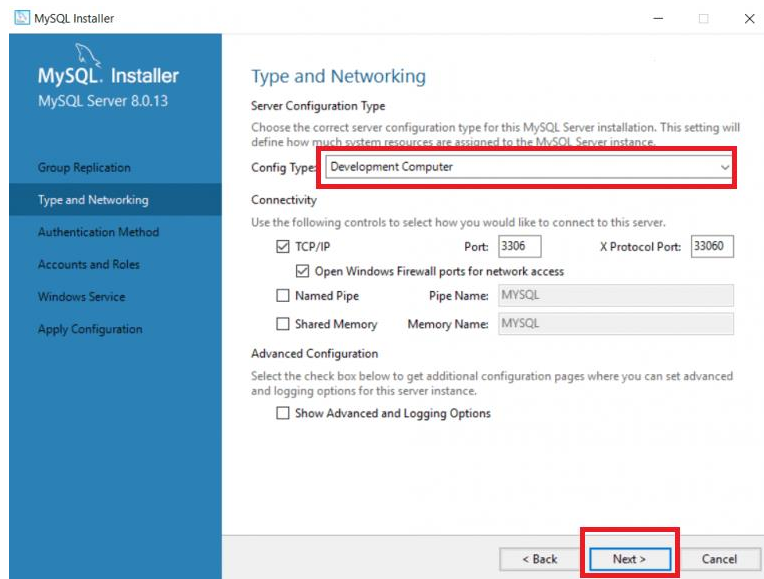 MySQL Installer
MySQL. Installer
MySQL Server 8.0.13
Group Replication
Type and Networking
Authentication Method
Accounts and Roles
Windows Service
Apply Configuration
Type and Networking
Server Configuration Type
Choose the correct server configuration type for this MySQL Server installation. This setting will
define how much system resources are assigned to the MySQL Server instance.
Config Type: Development Computer
Connectivity
Use the following controls to select how you would like to connect to this server.
TCP/IP Port: 3306 X Protocol Port: 33060
Open Windows Firewall ports for network access
Named Pipe Pipe Name: MYSQL
Shared Memory Memory Name: MYSQL
Advanced Configuration
Select the check box below to get additional configuration pages where you can set advanced
and logging options for this server instance.
Show Advanced and Logging Options
< Back Next > Cancel